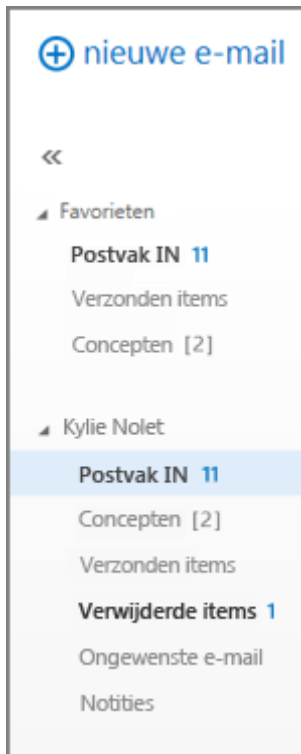 nieuwe e-mail
Favorieten
Postvak IN 11
Verzonden items
Concepten [2]
Kylie Nolet
Postvak IN 11
Concepten [2]
Verzonden items
Verwijderde items 1
Ongewenste e-mail
Notities